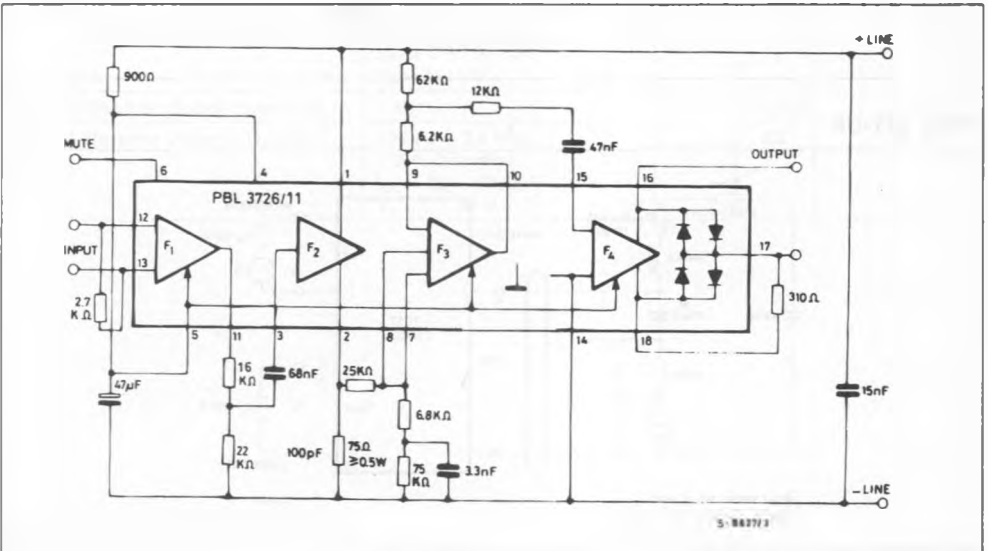 + LINE
900Ω
62KΩ
12KΩ
6.2KΩ
47nF
MUTE
OUTPUT
6
4
1
9
10
15
16
PBL 3726/11
12
F1
F2
F3
F4
17
INPUT
13
310Ω
2.7
KΩ
5
11
3
2
8
7
14
18
47µF
16
KΩ
68nF
25KΩ
15nF
6.8KΩ
22
KΩ
100pF
75Ω
≥0.5W
75
KΩ
3.3nF
– LINE